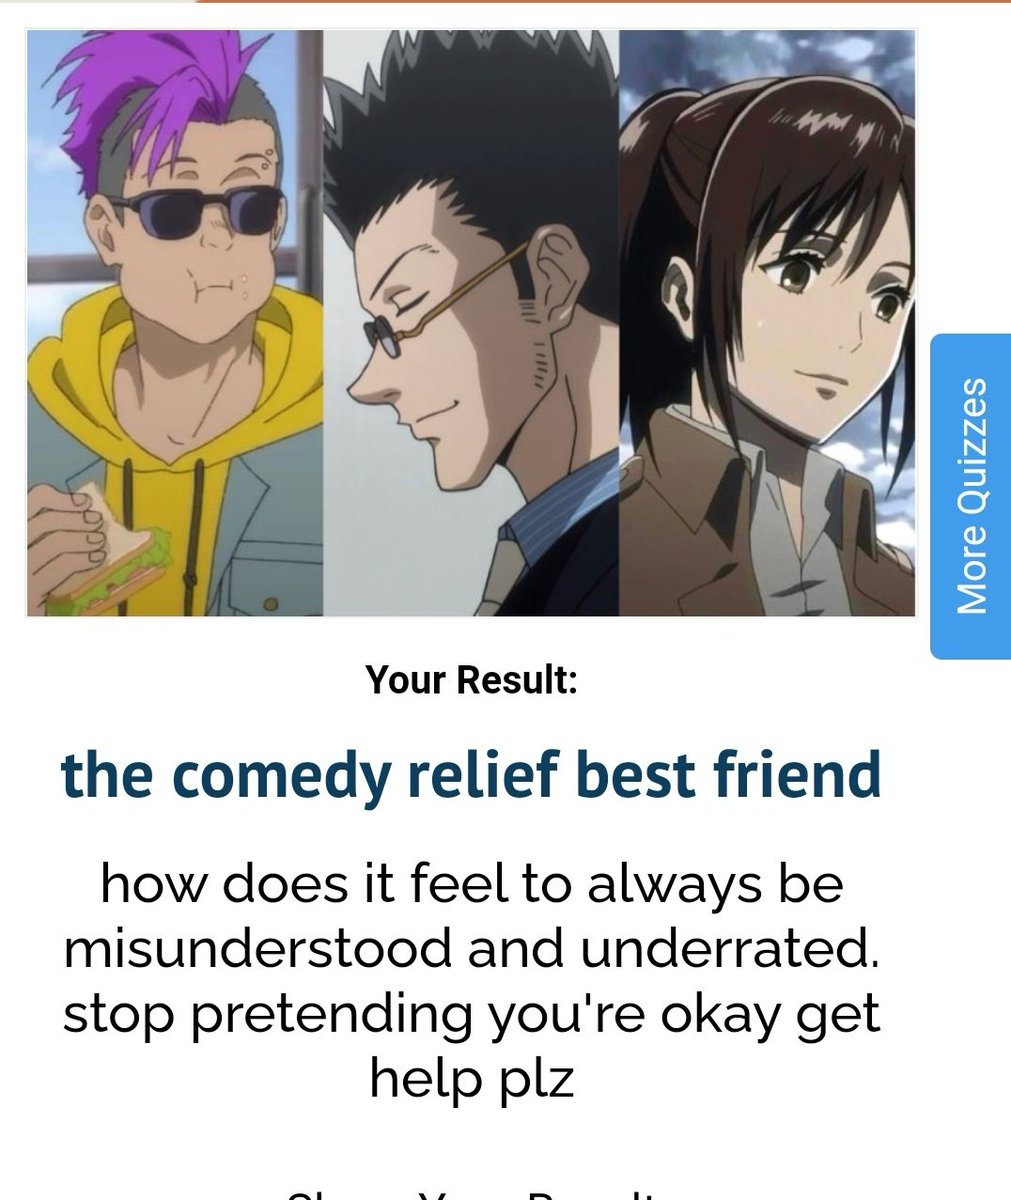 More Quizzes
Your Result:
the comedy relief best friend
how does it feel to always be
misunderstood and underrated.
stop pretending you're okay get
help plz